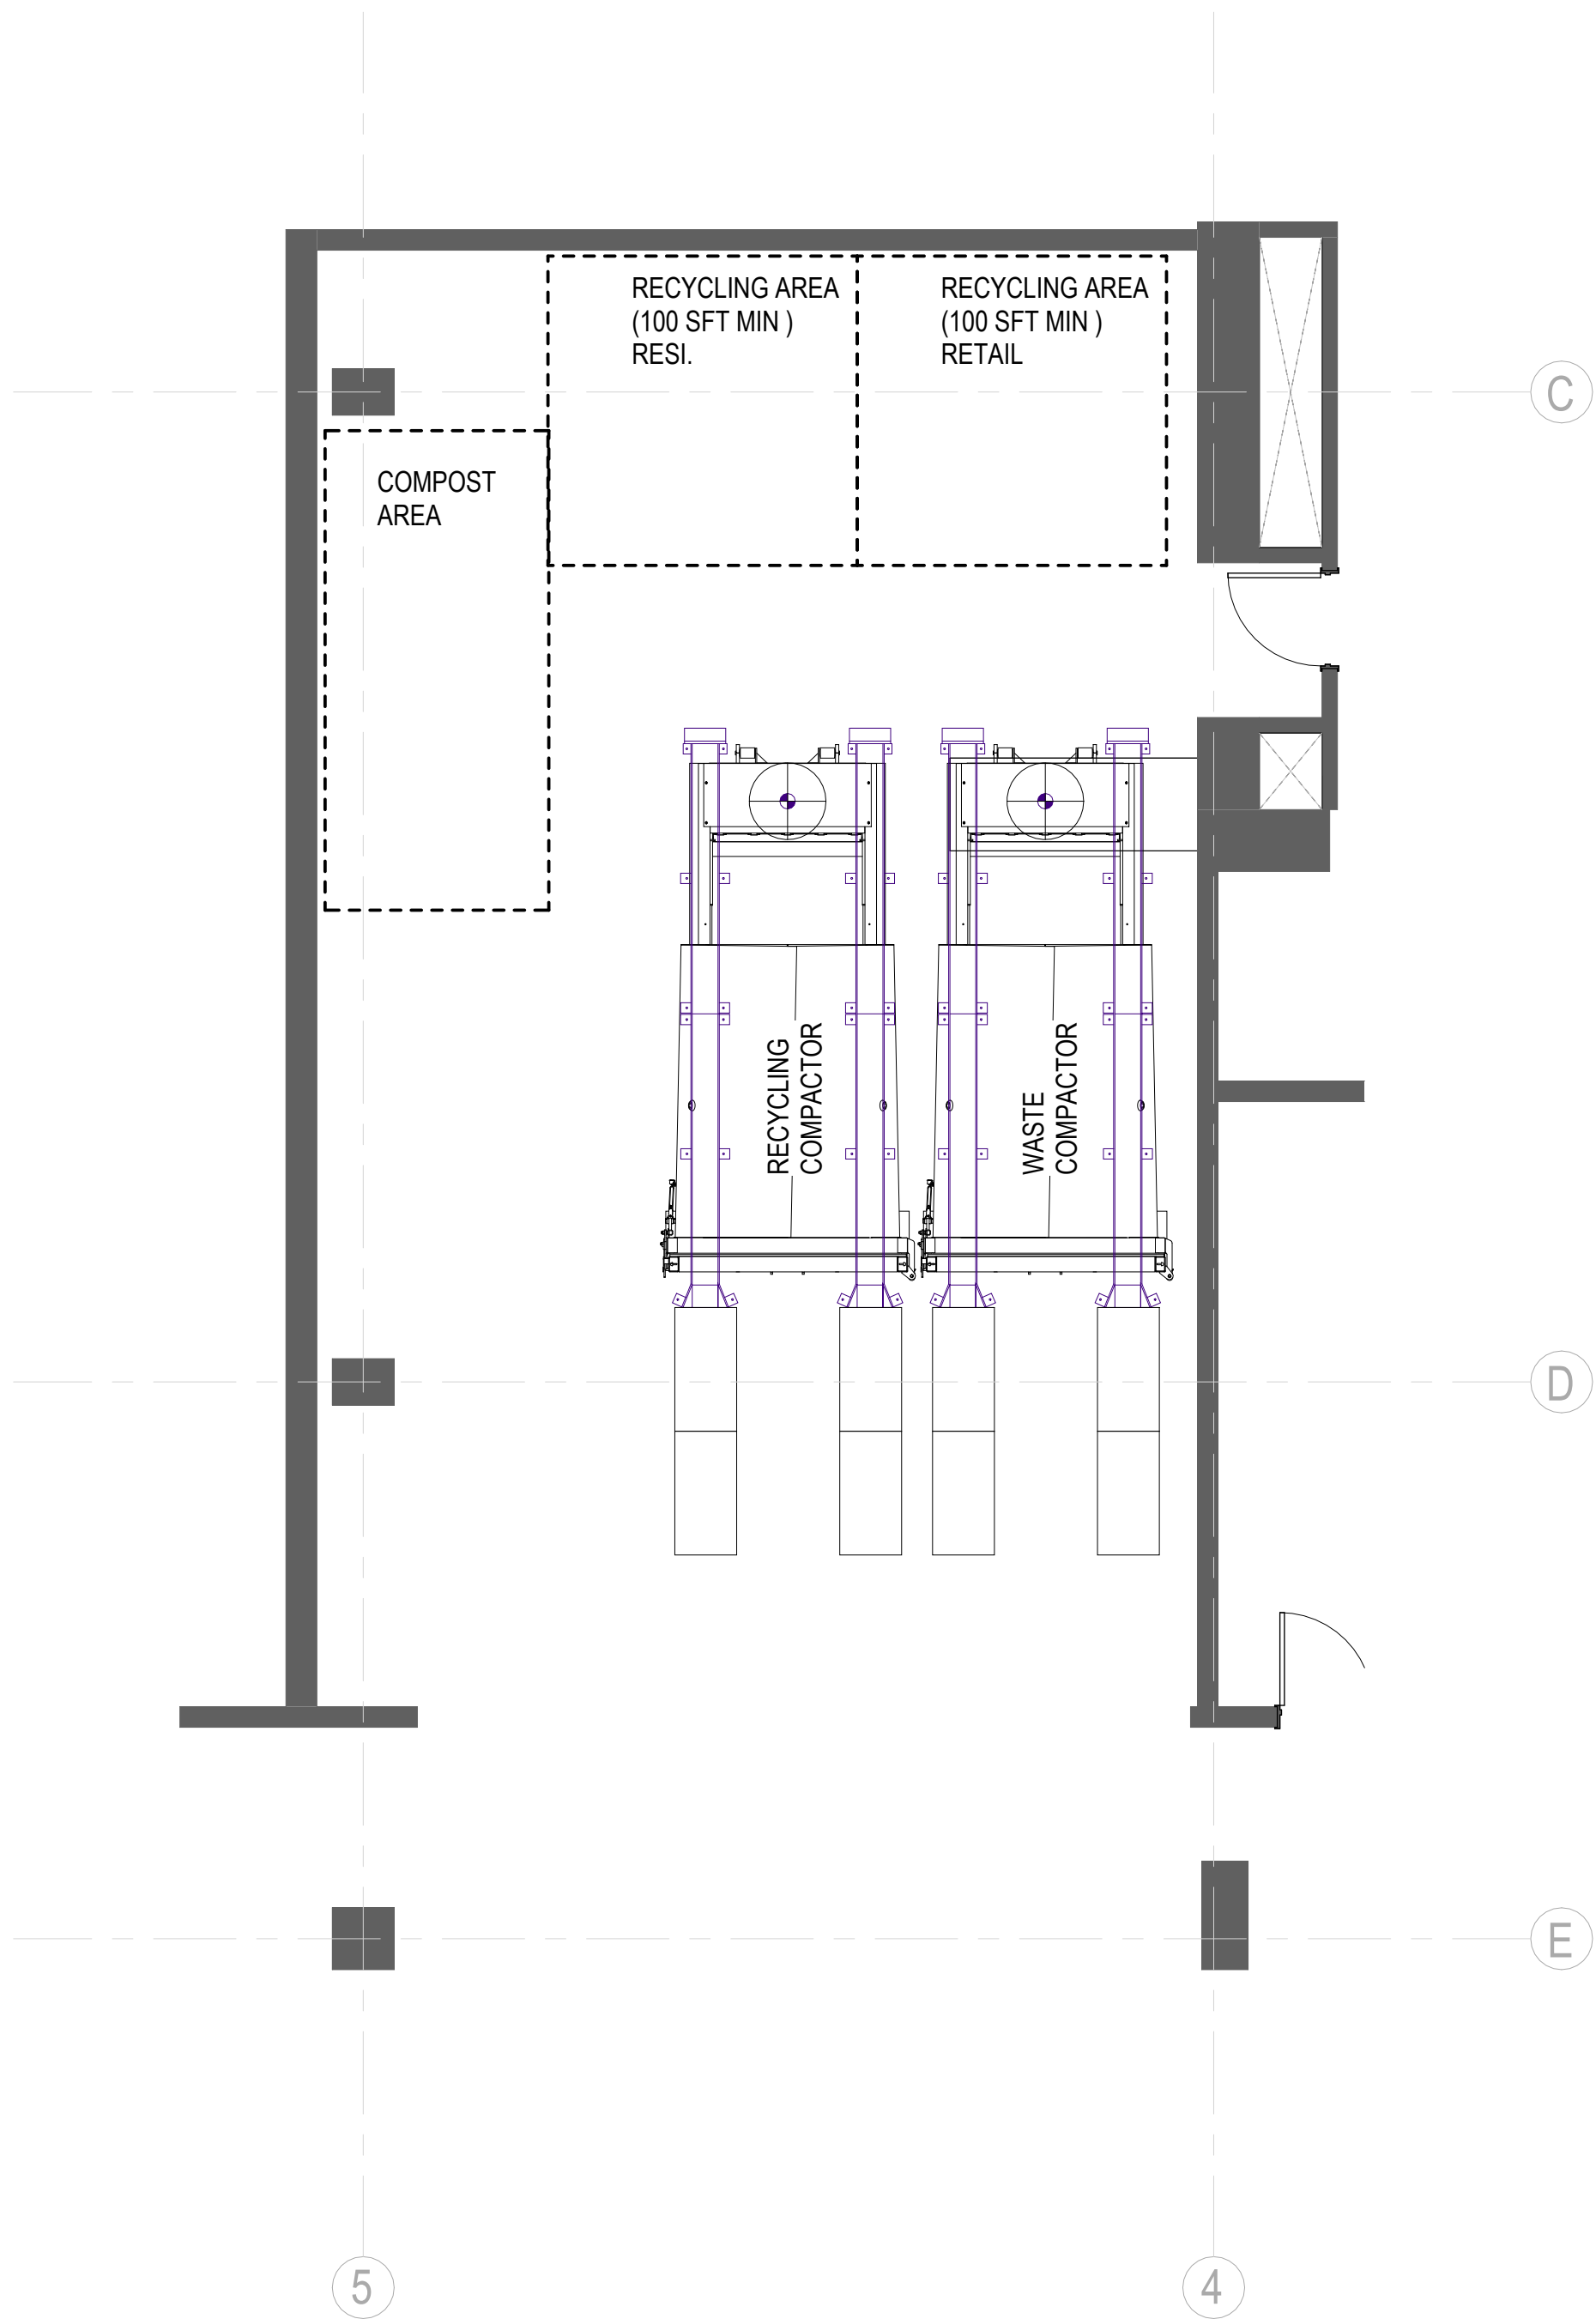 RECYCLING AREA
(100 SFT MIN )
RESI.
RECYCLING AREA
(100 SFT MIN )
RETAIL
C
COMPOST
AREA
RECYCLING
COMPACTOR
WASTE
COMPACTOR
D
E
5
4